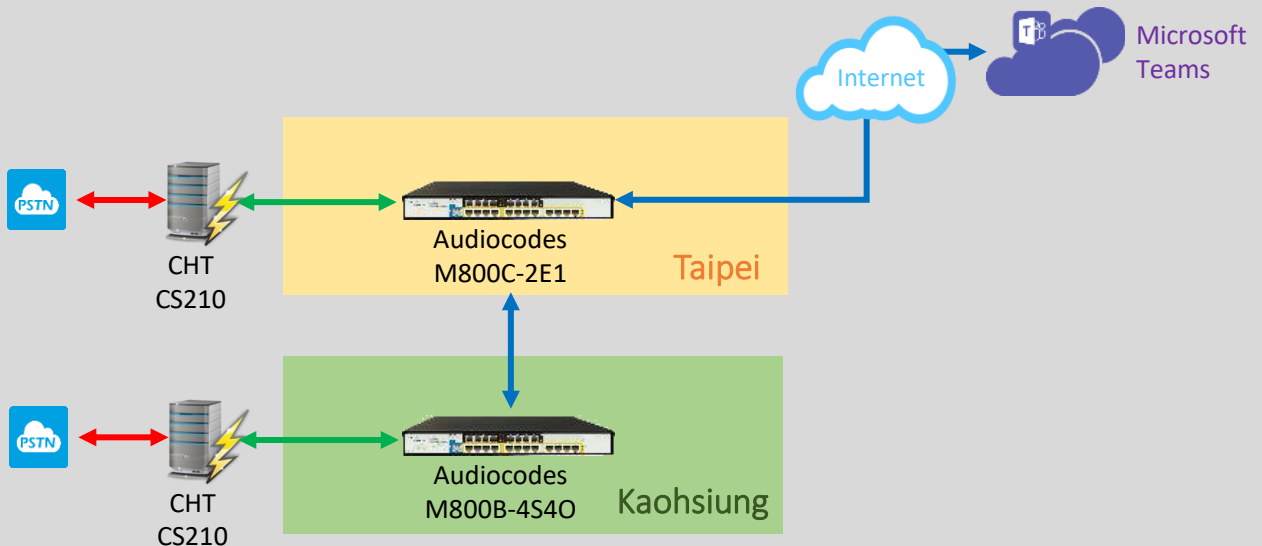 Microsoft
Teams
T
Internet
PSTN
CHT
CS210
Audiocodes
M800C-2E1
Taipei
PSTN
CHT
CS210
Audiocodes
M800B-4S4O
Kaohsiung